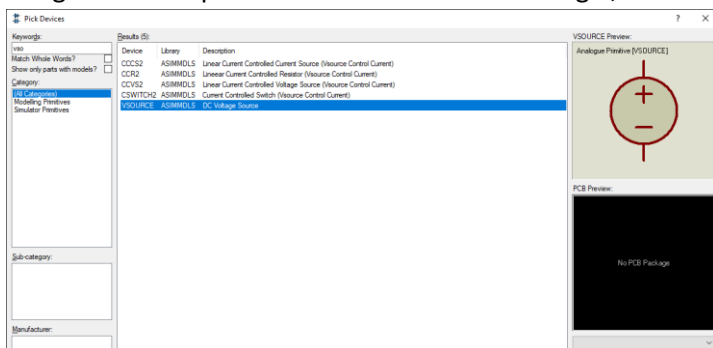 Pick Devices
? ×
Keywords:
Results (5):
VSOURCE Preview:
vso
Match Whole Words?
Show only parts with models?
Category:
(All Categories)
Modelling Primitives
Simulator Primitives
Device Library Description
CCCS2 ASIMMDLS Linear Current Controlled Current Source (Vsource Control Current)
CCR2 ASIMMDLS Lineear Current Controlled Resistor (Vsource Control Current)
CCVS2 ASIMMDLS Linear Current Controlled Voltage Source (Vsource Control Current)
CSWITCH2 ASIMMDLS Current Controlled Switch (Vsource Control Current)
VSOURCE ASIMMDLS DC Voltage Source
Analogue Primitive [VSOURCE]
+
−
PCB Preview:
No PCB Package
Sub-category:
Manufacturer: